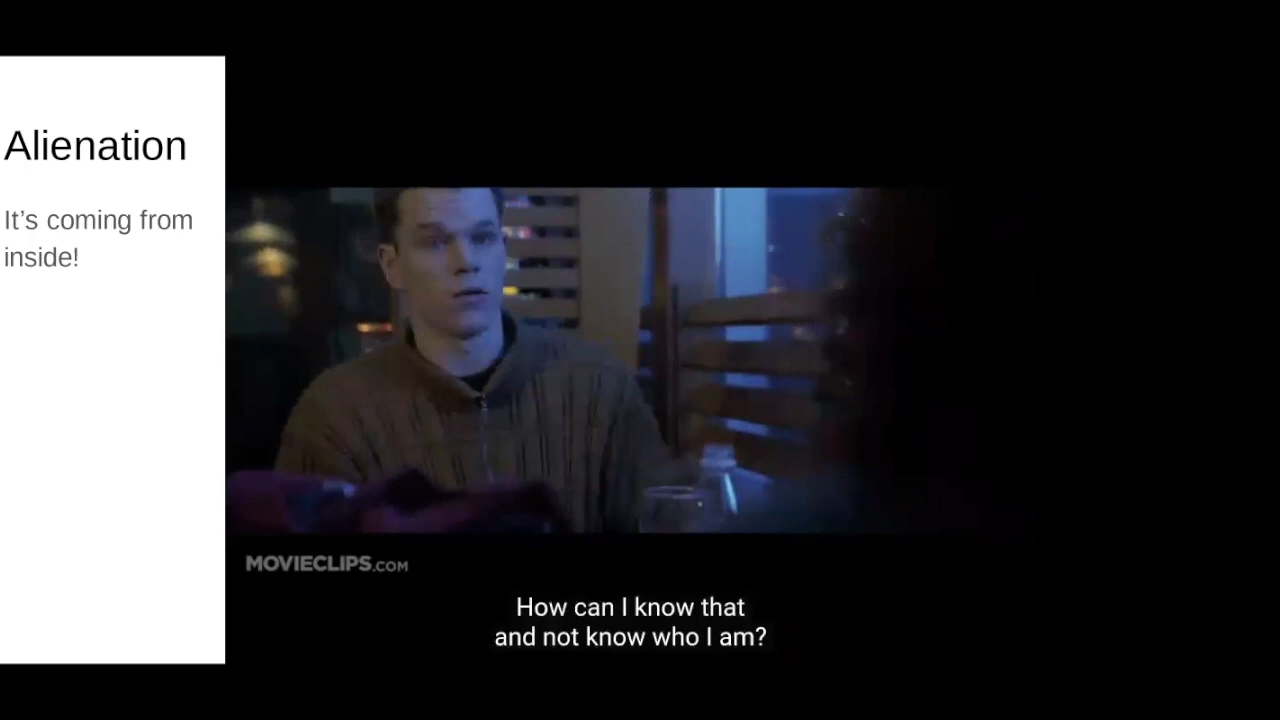 Alienation
It’s coming from
inside!
MOVIECLIPS.COM
How can I know that
and not know who I am?